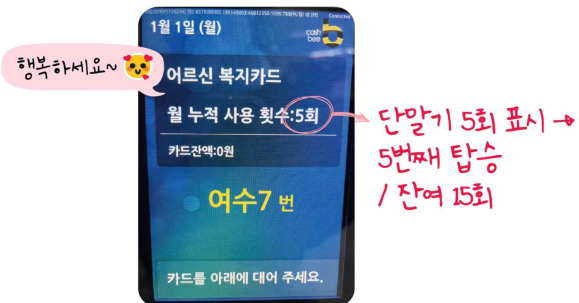 1월 1일 (월)
cash
bee
행복하세요~
어르신 복지카드
월 누적 사용 횟수:5회
카드잔액:0원
여수7 번
카드를 아래에 대어 주세요.
단말기 5회 표시 →
5번째 탑승
/ 잔여 15회